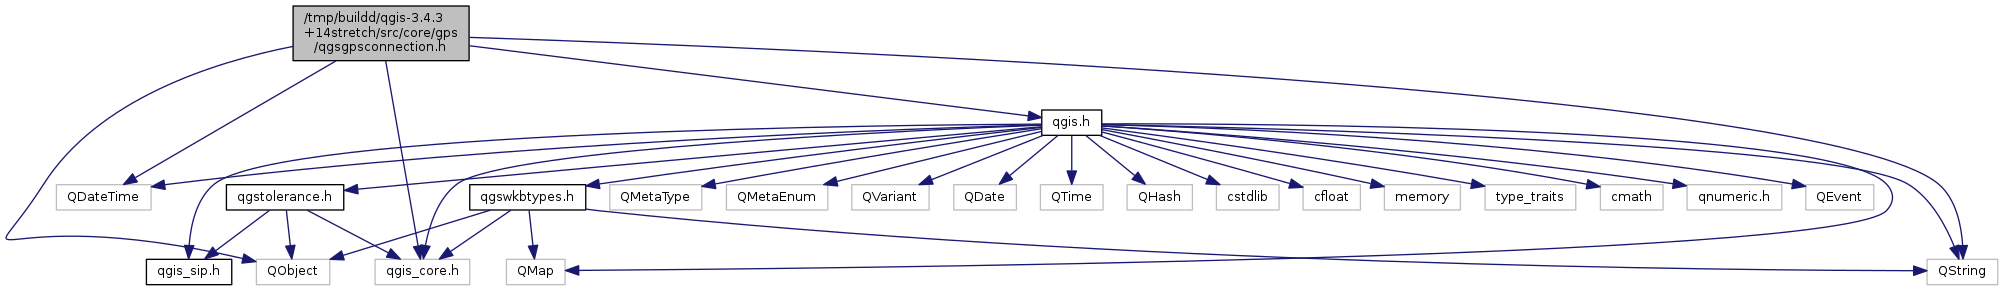 /tmp/buildd/qgis-3.4.3
+14stretch/src/core/gps
/qgsgpsconnection.h
qgis.h
QDateTime
qgstolerance.h
qgswkbtypes.h
QMetaType
QMetaEnum
QVariant
QDate
QTime
QHash
cstdlib
cfloat
memory
type_traits
cmath
qnumeric.h
QEvent
qgis_sip.h
QObject
qgis_core.h
QMap
QString